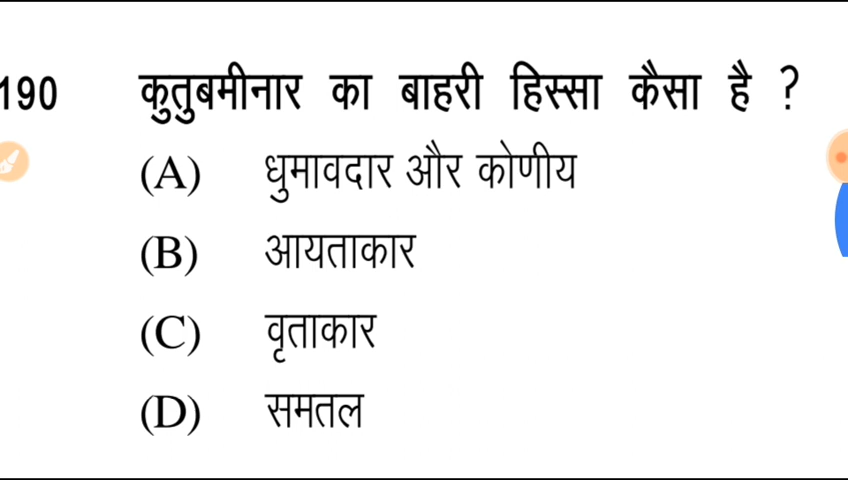 190 कुतुबमीनार का बाहरी हिस्सा कैसा है ?
(A) धुमावदार और कोणीय
(B) आयताकार
(C) वृताकार
(D) समतल